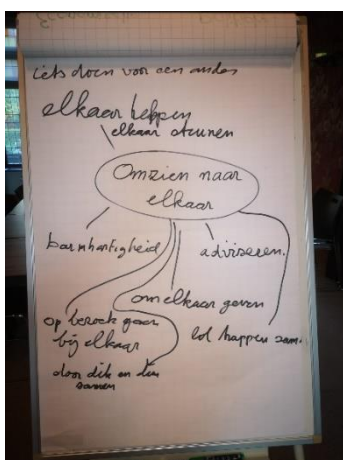 iets doen voor een ander
elkaar helpen
elkaar steunen
Omzien naar
elkaar
barmhartigheid
adviseren.
om elkaar geven
op bezoek gaan
bij elkaar
lol happen sam.
door dik en dun
samen